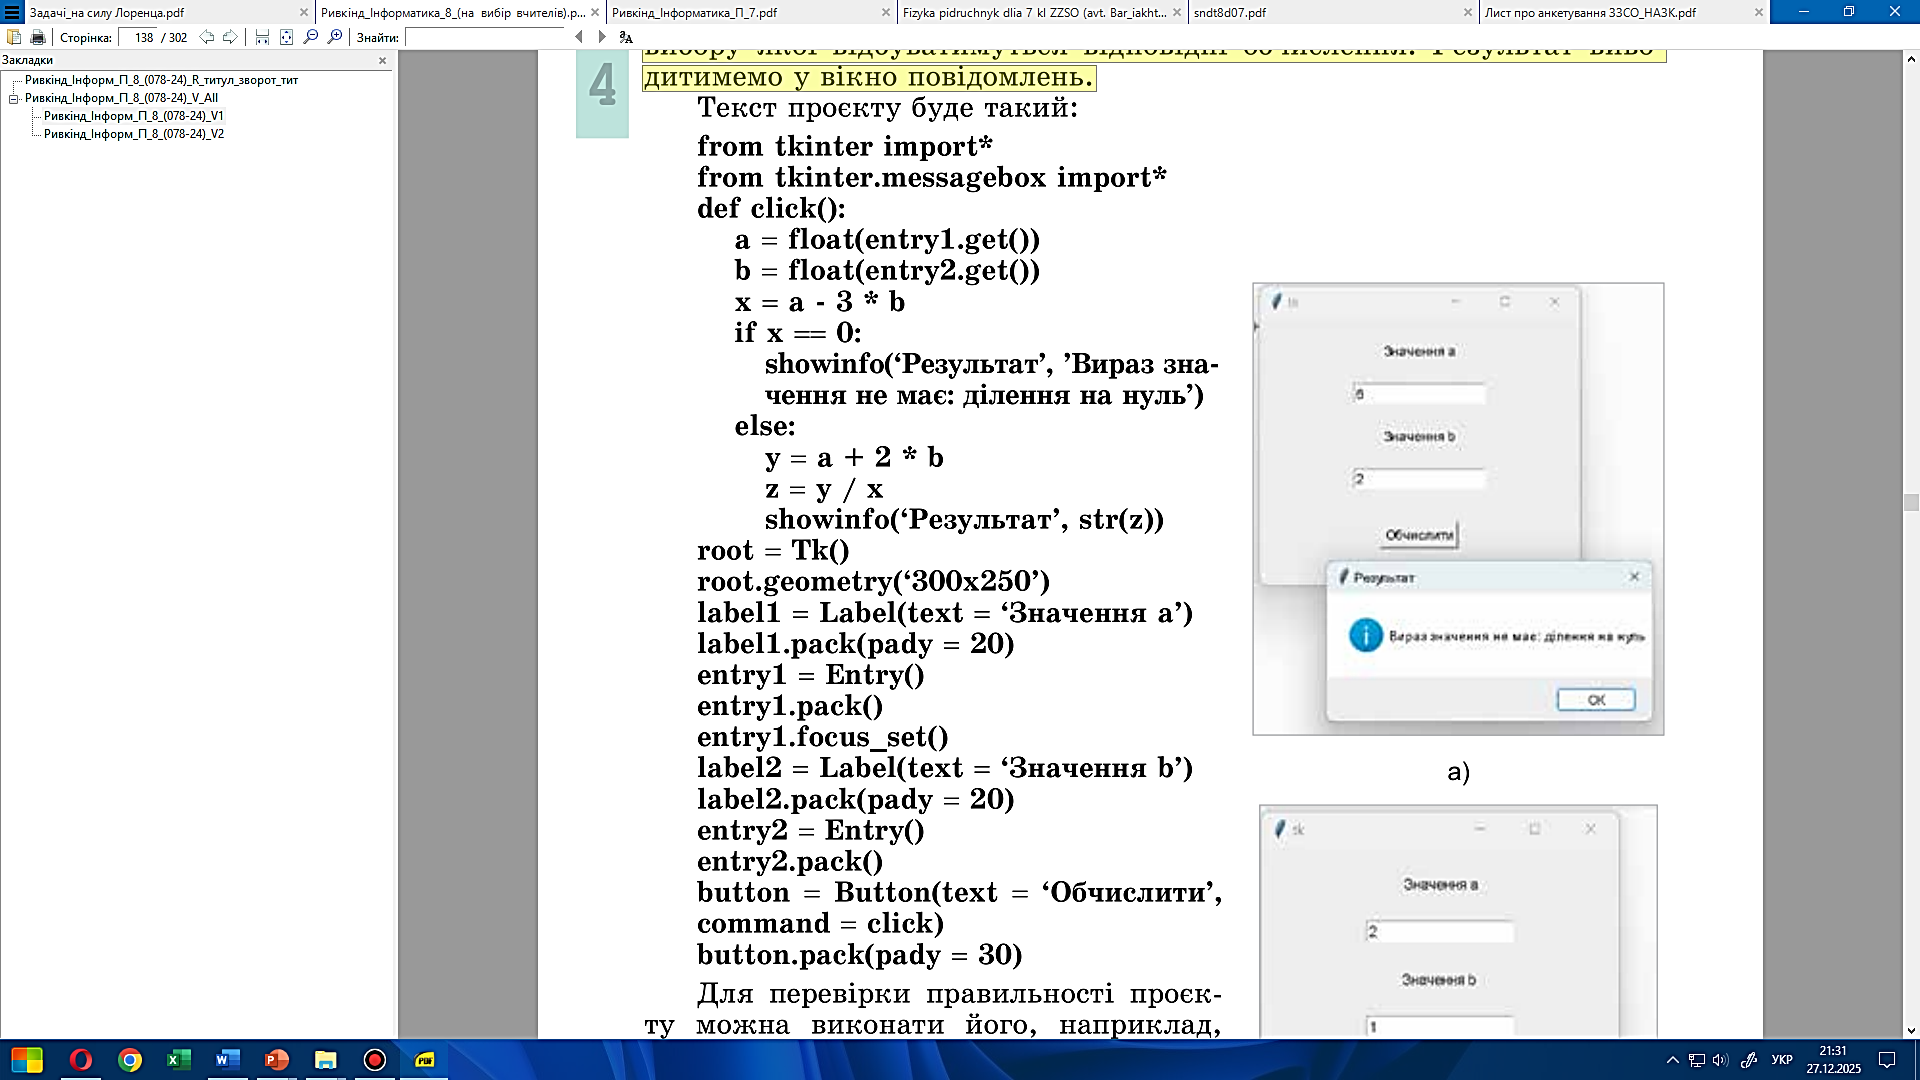 Задачі_на силу Лоренца.pdf
Ривкінд_Інформатика_8_(на вибір вчителів).p...
Ривкінд_Інформатика_П_7.pdf
Fizyka pidruchnyk dlia 7 kl ZZSO (avt. Bar_iakht...
sndt8d07.pdf
Лист про анкетування ЗЗСО_НАЗК.pdf
Сторінка:
138 / 302
Знайти:
Закладки
Ривкінд_Інформ_П_8_(078-24)_R_титул_зворот_тит
Ривкінд_Інформ_П_8_(078-24)_V_All
Ривкінд_Інформ_П_8_(078-24)_V1
Ривкінд_Інформ_П_8_(078-24)_V2
4
дитимемо у вікно повідомлень.
Текст проєкту буде такий:
from tkinter import*
from tkinter.messagebox import*
def click():
a = float(entry1.get())
b = float(entry2.get())
x = a - 3 * b
if x == 0:
showinfo(‘Результат’, ’Вираз зна-
чення не має: ділення на нуль’)
else:
y = a + 2 * b
z = y / x
showinfo(‘Результат’, str(z))
root = Tk()
root.geometry(‘300x250’)
label1 = Label(text = ‘Значення a’)
label1.pack(pady = 20)
entry1 = Entry()
entry1.pack()
entry1.focus_set()
label2 = Label(text = ‘Значення b’)
label2.pack(pady = 20)
entry2 = Entry()
entry2.pack()
button = Button(text = ‘Обчислити’,
command = click)
button.pack(pady = 30)
Для перевірки правильності проєк-
ту можна виконати його, наприклад,
tk
Значення a
6
Значення b
2
Обчислити
Результат
Вираз значення не має: ділення на нуль
OK
а)
tk
Значення a
2
Значення b
1
PDF
УКР
21:31
27.12.2025